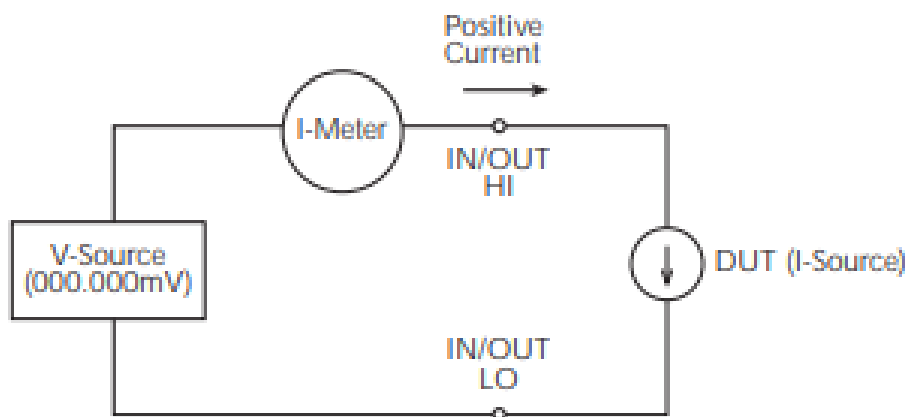 Positive
Current
I-Meter
IN/OUT
HI
V-Source
(000.000mV)
DUT (I-Source)
IN/OUT
LO